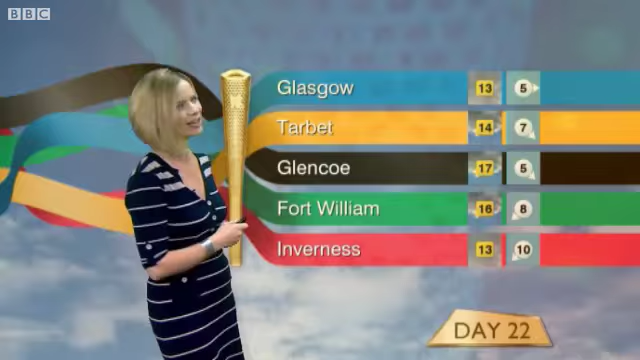 BBC
Glasgow 13 5
Tarbet 14 7
Glencoe 17 5
Fort William 16 8
Inverness 13 10
DAY 22